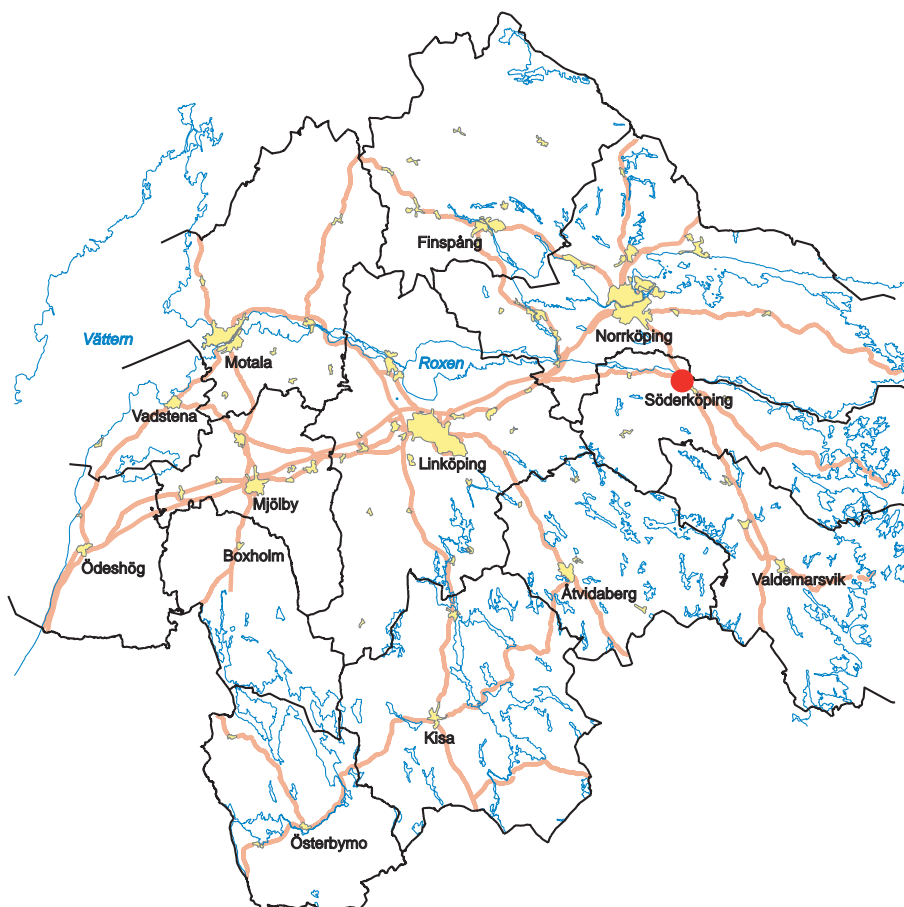 Finspång
Norrköping
Vättern
Motala
Roxen
Söderköping
Vadstena
Linköping
Mjölby
Boxholm
Ödeshög
Valdemarsvik
Åtvidaberg
Kisa
Österbymo